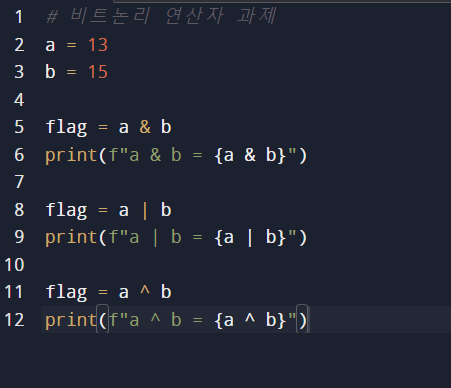 1 # 비트논리 연산자 과제
2 a = 13
3 b = 15
4
5 flag = a & b
6 print(f"a & b = {a & b}")
7
8 flag = a | b
9 print(f"a | b = {a | b}")
10
11 flag = a ^ b
12 print(f"a ^ b = {a ^ b}")